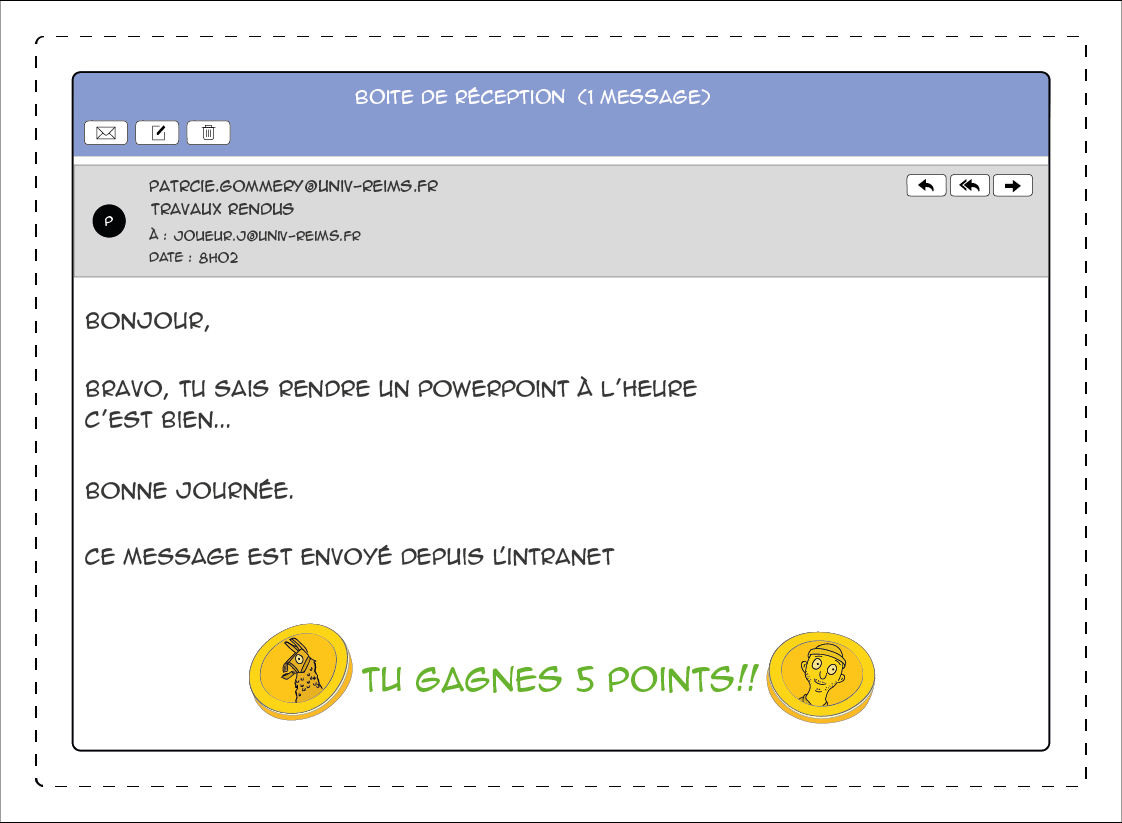 BOITE DE RÉCEPTION (1 MESSAGE)
PATRCIE.GOMMERY@UNIV-REIMS.FR
TRAVAUX RENDUS
P
À : JOUEUR.J@UNIV-REIMS.FR
DATE : 8H02
BONJOUR,
BRAVO, TU SAIS RENDRE UN POWERPOINT À L'HEURE
C'EST BIEN...
BONNE JOURNÉE.
CE MESSAGE EST ENVOYÉ DEPUIS L'INTRANET
TU GAGNES 5 POINTS!!